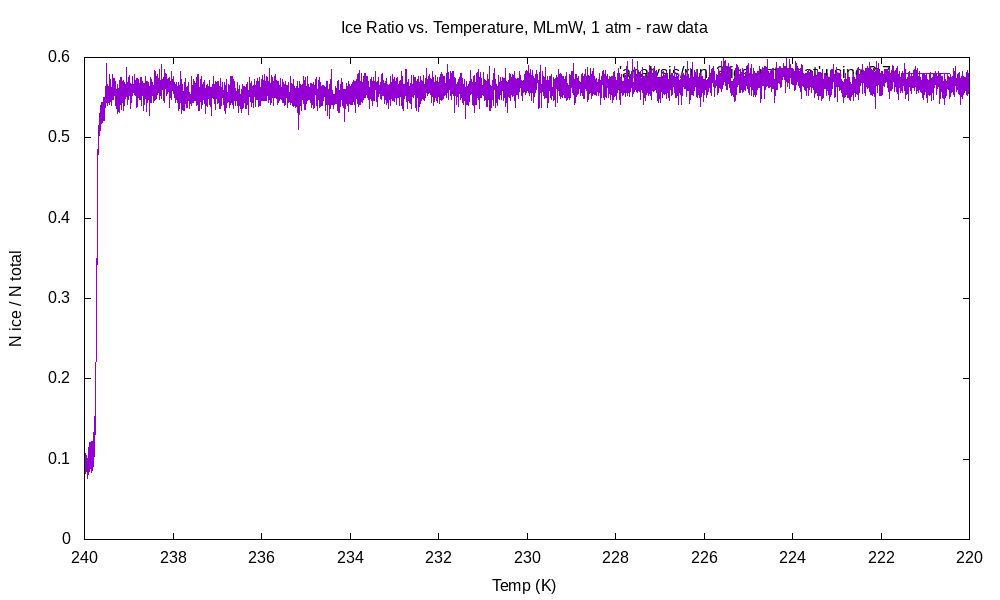 Ice Ratio vs. Temperature, MLmW, 1 atm - raw data
0.6
0.5
0.4
0.3
0.2
0.1
0
N ice / N total
240 238 236 234 232 230 228 226 224 222 220
Temp (K)